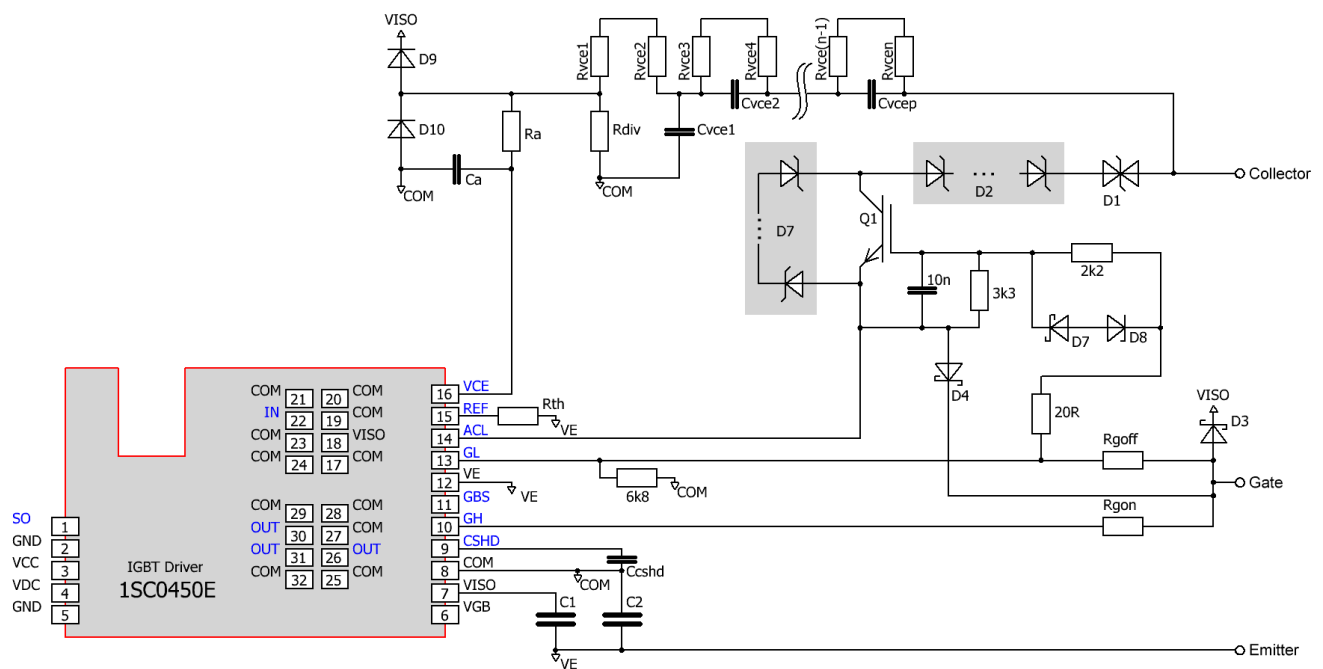 VISO
D9
D10
COM
Ca
Ra
Rvce1
Rvce2
Rvce3
Rvce4
Rvce(n-1)
Rvcen
Cvce2
Cvcep
Rdiv
Cvce1
COM
D7
...
Q1
...
D2
D1
Collector
10n
3k3
2k2
D7
D8
D4
20R
VISO
D3
Rgoff
Gate
Rgon
6k8
COM
Rth
VE
VE
Ccshd
COM
C1
C2
VE
Emitter
COM 21 20 COM
IN 22 19 COM
COM 23 18 VISO
COM 24 17 COM
COM 29 28 COM
OUT 30 27 COM
OUT 31 26 OUT
COM 32 25 COM
16 VCE
15 REF
14 ACL
13 GL
12 VE
11 GBS
10 GH
9 CSHD
8 COM
7 VISO
6 VGB
SO 1
GND 2
VCC 3
VDC 4
GND 5
IGBT Driver
1SC0450E